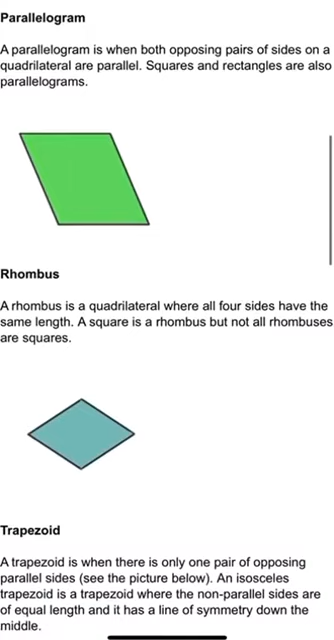 Parallelogram
A parallelogram is when both opposing pairs of sides on a
quadrilateral are parallel. Squares and rectangles are also
parallelograms.
Rhombus
A rhombus is a quadrilateral where all four sides have the
same length. A square is a rhombus but not all rhombuses
are squares.
Trapezoid
A trapezoid is when there is only one pair of opposing
parallel sides (see the picture below). An isosceles
trapezoid is a trapezoid where the non-parallel sides are
of equal length and it has a line of symmetry down the
middle.